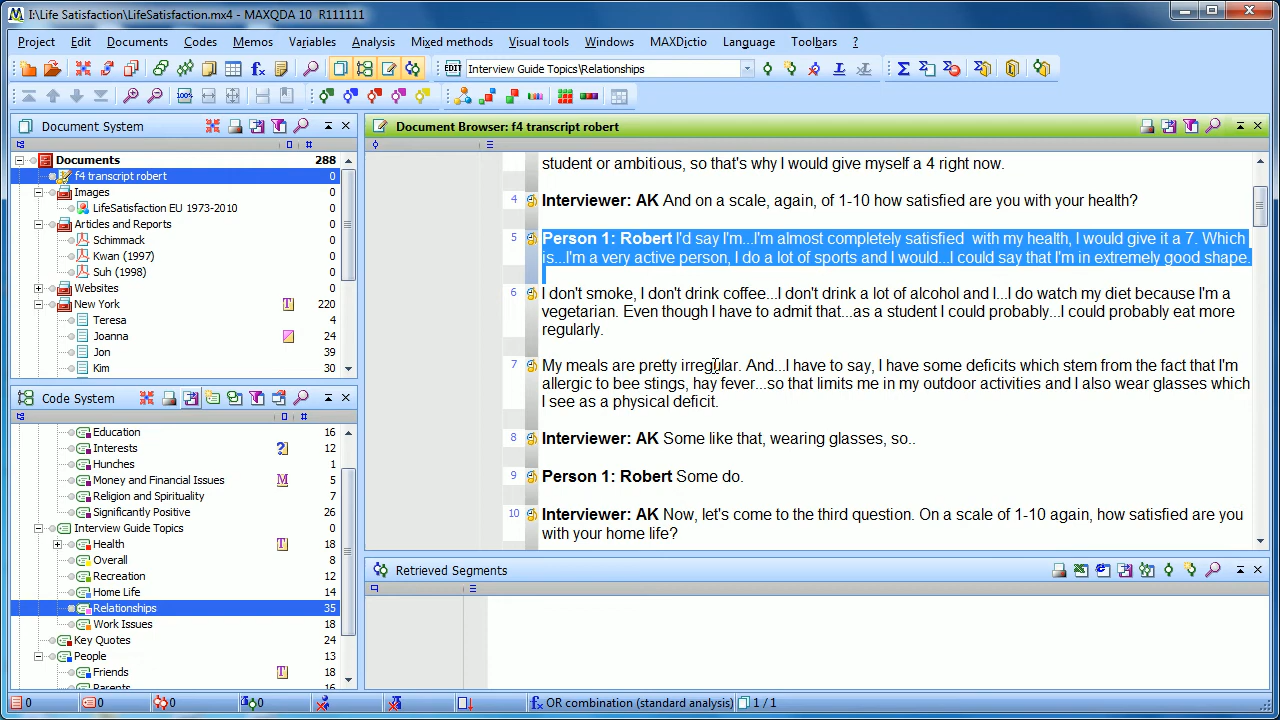 I:\Life Satisfaction\LifeSatisfaction.mx4 - MAXQDA 10 R111111
Project Edit Documents Codes Memos Variables Analysis Mixed methods Visual tools Windows MAXDictio Language Toolbars ?
EDIT Interview Guide Topics\Relationships
100%
Document System
Documents 288
f4 transcript robert 0
Images 0
LifeSatisfaction EU 1973-2010 0
Articles and Reports 0
Schimmack 0
Kwan (1997) 0
Suh (1998) 0
Websites 0
New York T 220
Teresa 4
Joanna 24
Jon 39
Kim 30
Code System
Education 16
Interests ? 12
Hunches 4
Money and Financial Issues M 5
Religion and Spirituality 4
Significantly Positive 26
Interview Guide Topics 0
Health T 18
Overall 8
Recreation 12
Home Life 14
Relationships 35
Work Issues 18
Key Quotes 24
People 13
Friends T 18
Parents
Document Browser: f4 transcript robert
student or ambitious, so that's why I would give myself a 4 right now.
4 Interviewer: AK And on a scale, again, of 1-10 how satisfied are you with your health?
5 Person 1: Robert I'd say I'm...I'm almost completely satisfied with my health, I would give it a 7. Which
is...I'm a very active person, I do a lot of sports and I would...I could say that I'm in extremely good shape.
6 I don't smoke, I don't drink coffee...I don't drink a lot of alcohol and I...I do watch my diet because I'm a
vegetarian. Even though I have to admit that...as a student I could probably...I could probably eat more
regularly.
7 My meals are pretty irregular. And...I have to say, I have some deficits which stem from the fact that I'm
allergic to bee stings, hay fever...so that limits me in my outdoor activities and I also wear glasses which
I see as a physical deficit.
8 Interviewer: AK Some like that, wearing glasses, so..
9 Person 1: Robert Some do.
10 Interviewer: AK Now, let's come to the third question. On a scale of 1-10 again, how satisfied are you
with your home life?
Retrieved Segments
0 0 0 0 OR combination (standard analysis) 1 / 1